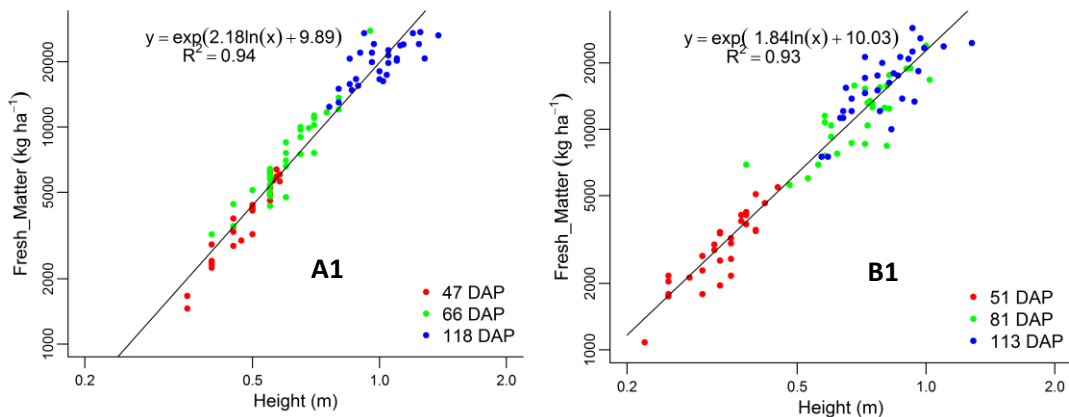 y = exp(2.18ln(x) + 9.89)
R² = 0.94
Fresh_Matter (kg ha⁻¹)
20000
10000
5000
2000
1000
A1
47 DAP
66 DAP
118 DAP
0.2 0.5 1.0 2.0
Height (m)
y = exp( 1.84ln(x) + 10.03)
R² = 0.93
Fresh_Matter (kg ha⁻¹)
20000
10000
5000
2000
1000
B1
51 DAP
81 DAP
113 DAP
0.2 0.5 1.0 2.0
Height (m)